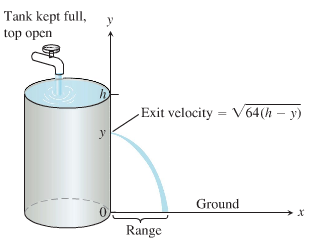 Tank kept full,
top open
y
h
Exit velocity = √64(h − y)
y
0
Ground
x
Range